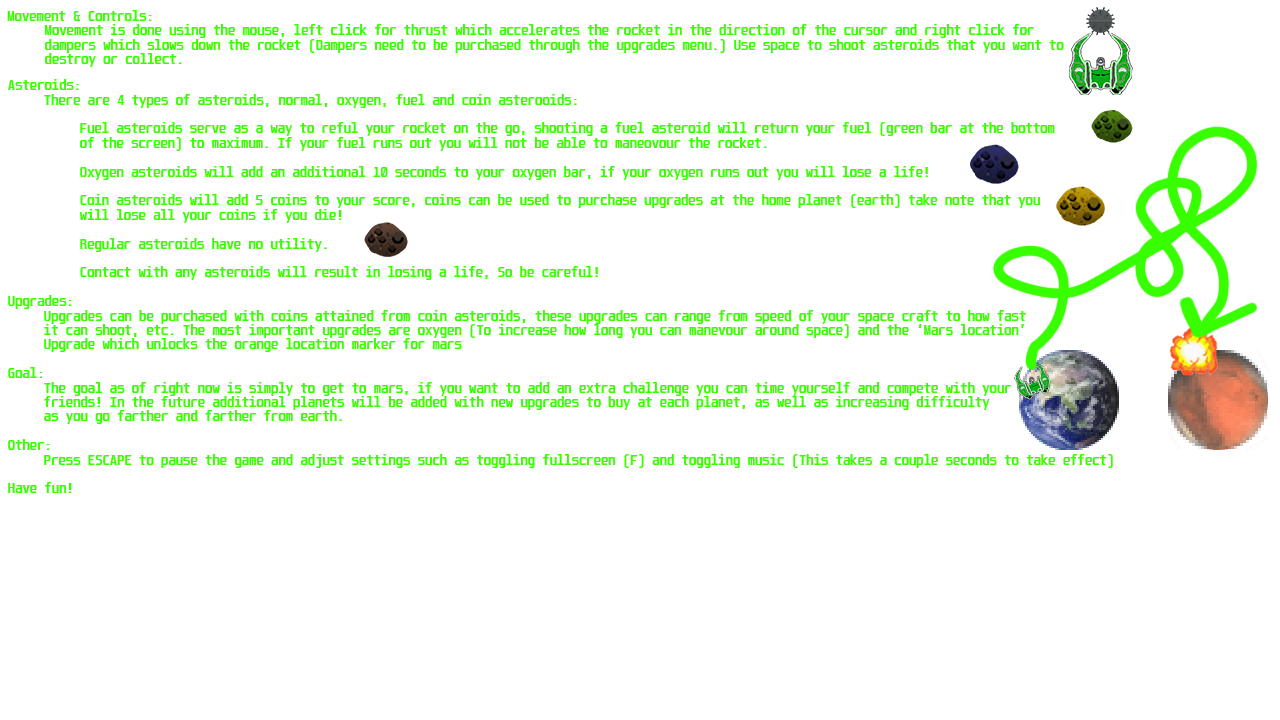 Movement & Controls:
Movement is done using the mouse, left click for thrust which accelerates the rocket in the direction of the cursor and right click for
dampers which slows down the rocket (Dampers need to be purchased through the upgrades menu.) Use space to shoot asteroids that you want to
destroy or collect.
Asteroids:
There are 4 types of asteroids, normal, oxygen, fuel and coin asterooids:
Fuel asteroids serve as a way to reful your rocket on the go, shooting a fuel asteroid will return your fuel (green bar at the bottom
of the screen) to maximum. If your fuel runs out you will not be able to maneovour the rocket.
Oxygen asteroids will add an additional 10 seconds to your oxygen bar, if your oxygen runs out you will lose a life!
Coin asteroids will add 5 coins to your score, coins can be used to purchase upgrades at the home planet (earth) take note that you
will lose all your coins if you die!
Regular asteroids have no utility.
Contact with any asteroids will result in losing a life, So be careful!
Upgrades:
Upgrades can be purchased with coins attained from coin asteroids, these upgrades can range from speed of your space craft to how fast
it can shoot, etc. The most important upgrades are oxygen (To increase how long you can manevour around space) and the ‘Mars location’
Upgrade which unlocks the orange location marker for mars
Goal:
The goal as of right now is simply to get to mars, if you want to add an extra challenge you can time yourself and compete with your
friends! In the future additional planets will be added with new upgrades to buy at each planet, as well as increasing difficulty
as you go farther and farther from earth.
Other:
Press ESCAPE to pause the game and adjust settings such as toggling fullscreen (F) and toggling music (This takes a couple seconds to take effect)
Have fun!